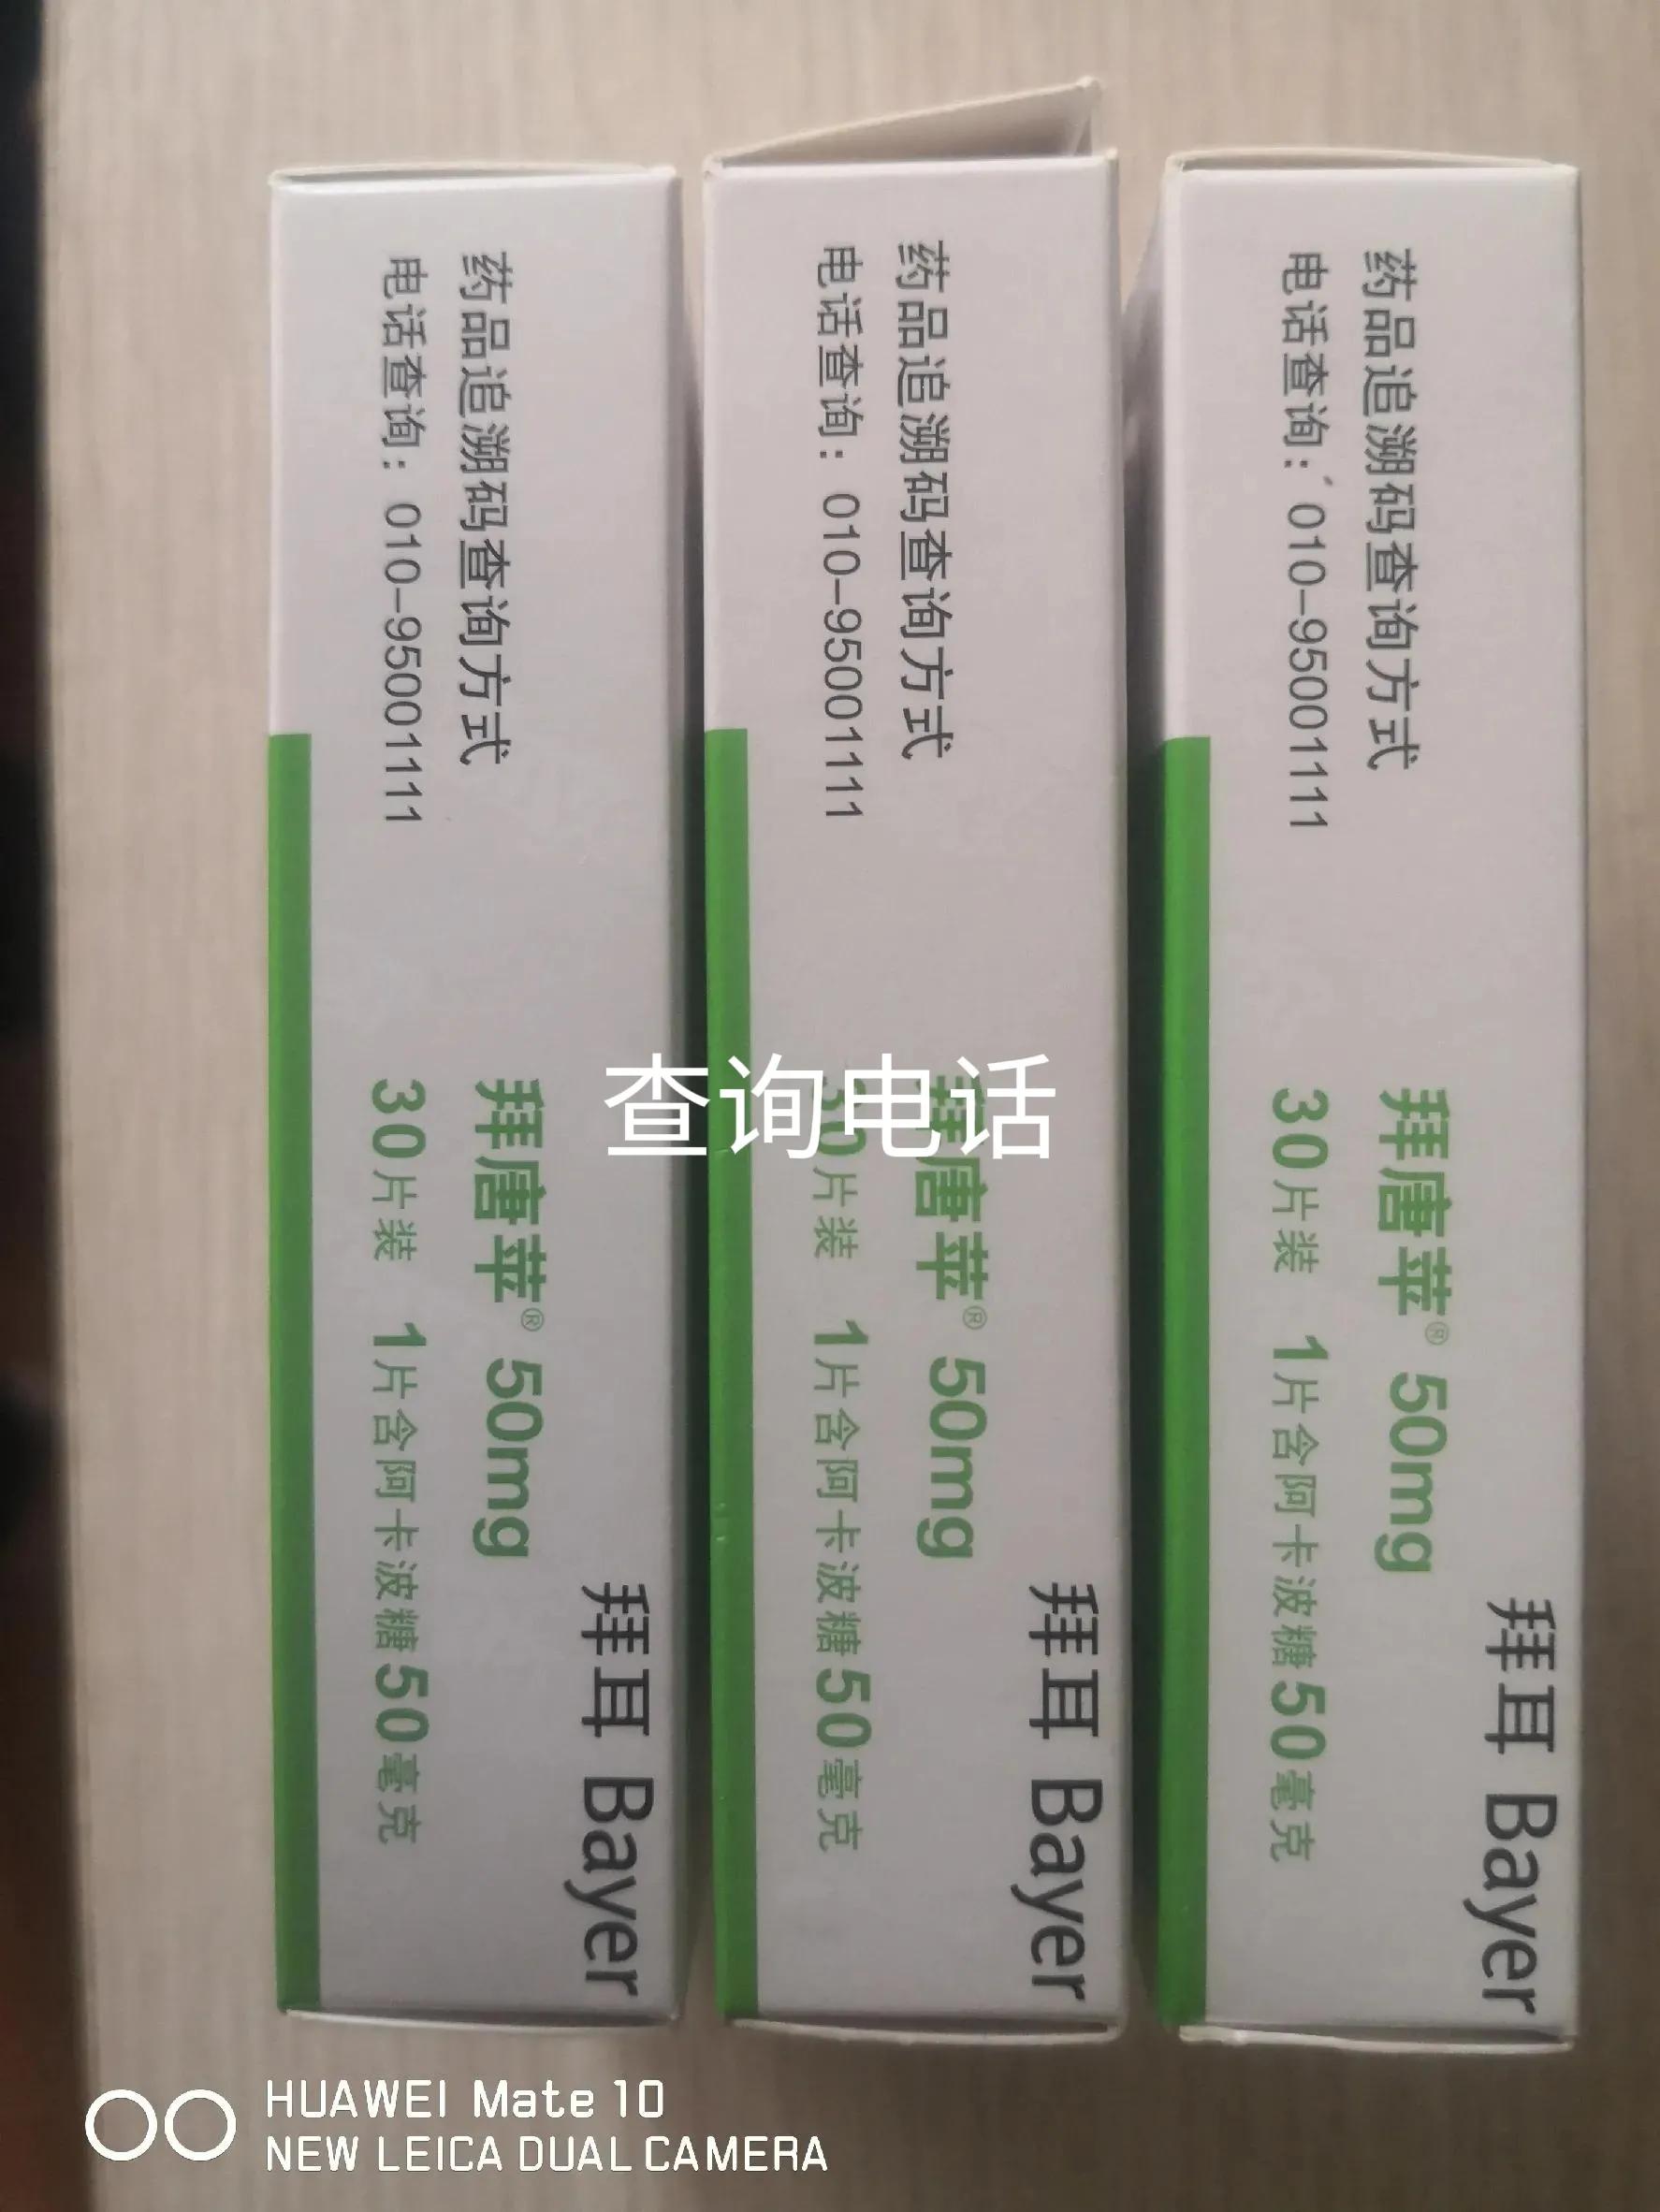 药品追溯码查询方式
电话查询：010-95001111
拜唐苹® 50mg
30片装 1片含阿卡波糖50毫克
拜耳 Bayer
药品追溯码查询方式
电话查询：010-95001111
拜唐苹® 50mg
30片装 1片含阿卡波糖50毫克
拜耳 Bayer
药品追溯码查询方式
电话查询：010-95001111
拜唐苹® 50mg
30片装 1片含阿卡波糖50毫克
拜耳 Bayer
查询电话
HUAWEI Mate 10
NEW LEICA DUAL CAMERA